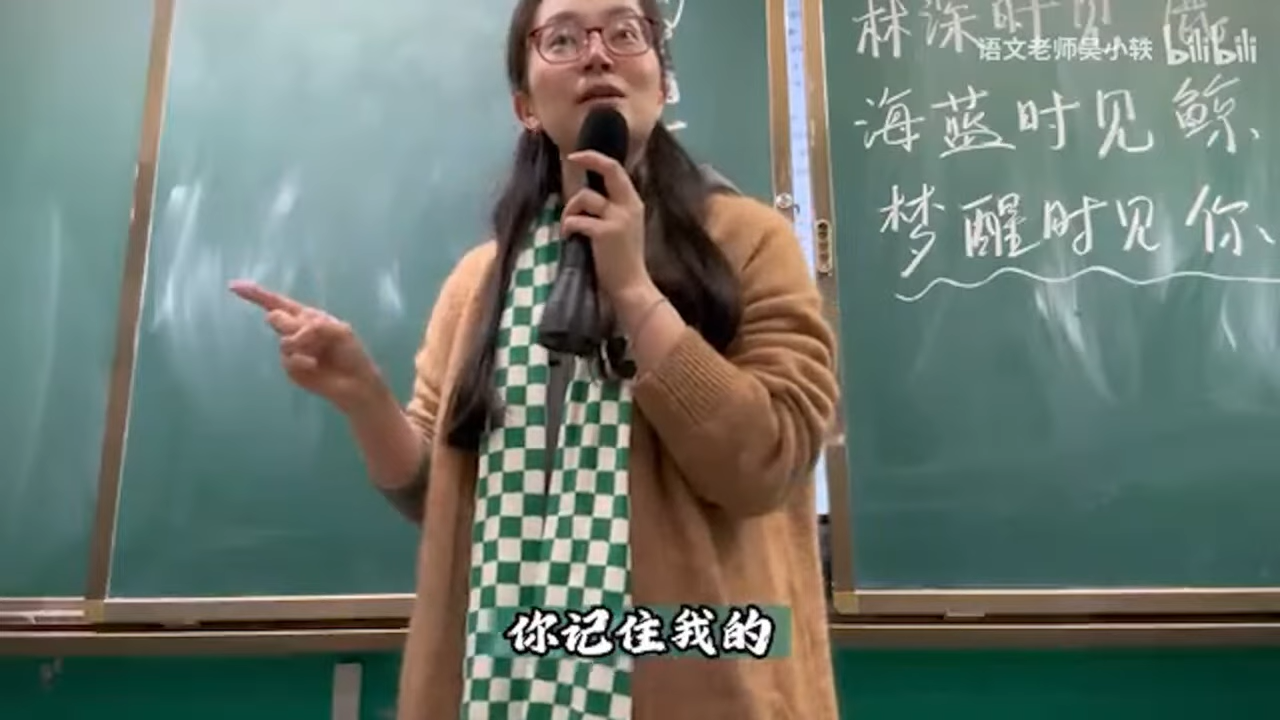 林深时见鹿
语文老师吴小轶 bilibili
海蓝时见鲸、
梦醒时见你、
你记住我的